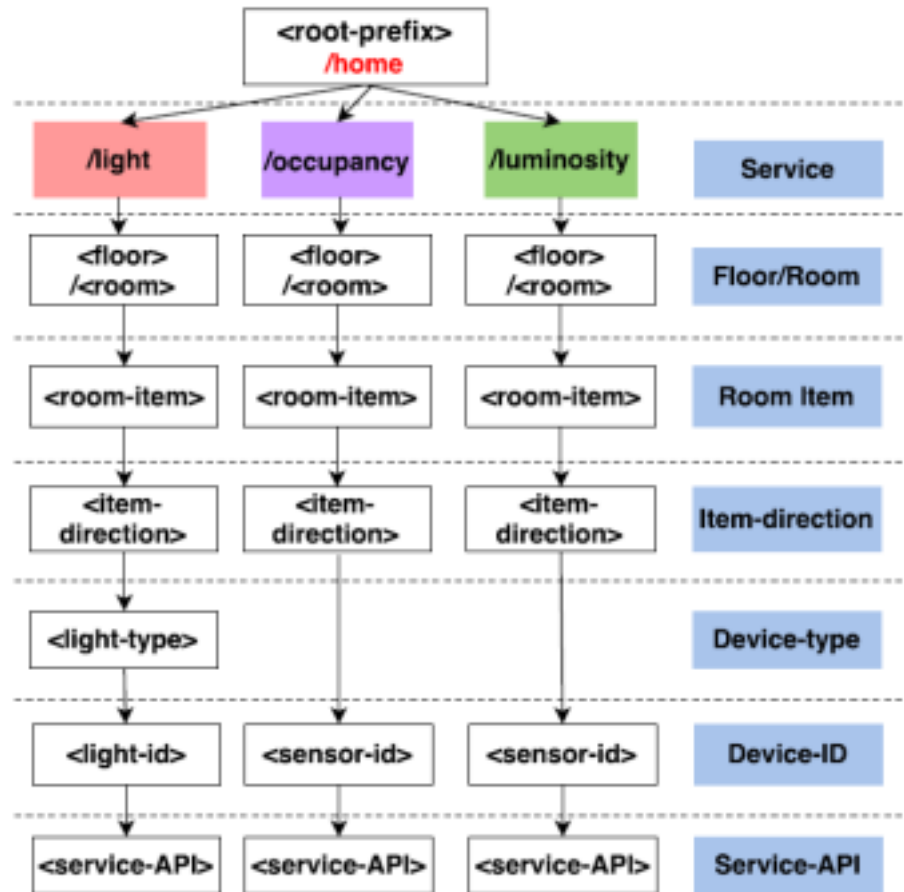 <root-prefix>
/home
/light
/occupancy
/luminosity
Service
<floor>
/<room>
<floor>
/<room>
<floor>
/<room>
Floor/Room
<room-item>
<room-item>
<room-item>
Room Item
<item-
direction>
<item-
direction>
<item-
direction>
Item-direction
<light-type>
Device-type
<light-id>
<sensor-id>
<sensor-id>
Device-ID
<service-API>
<service-API>
<service-API>
Service-API